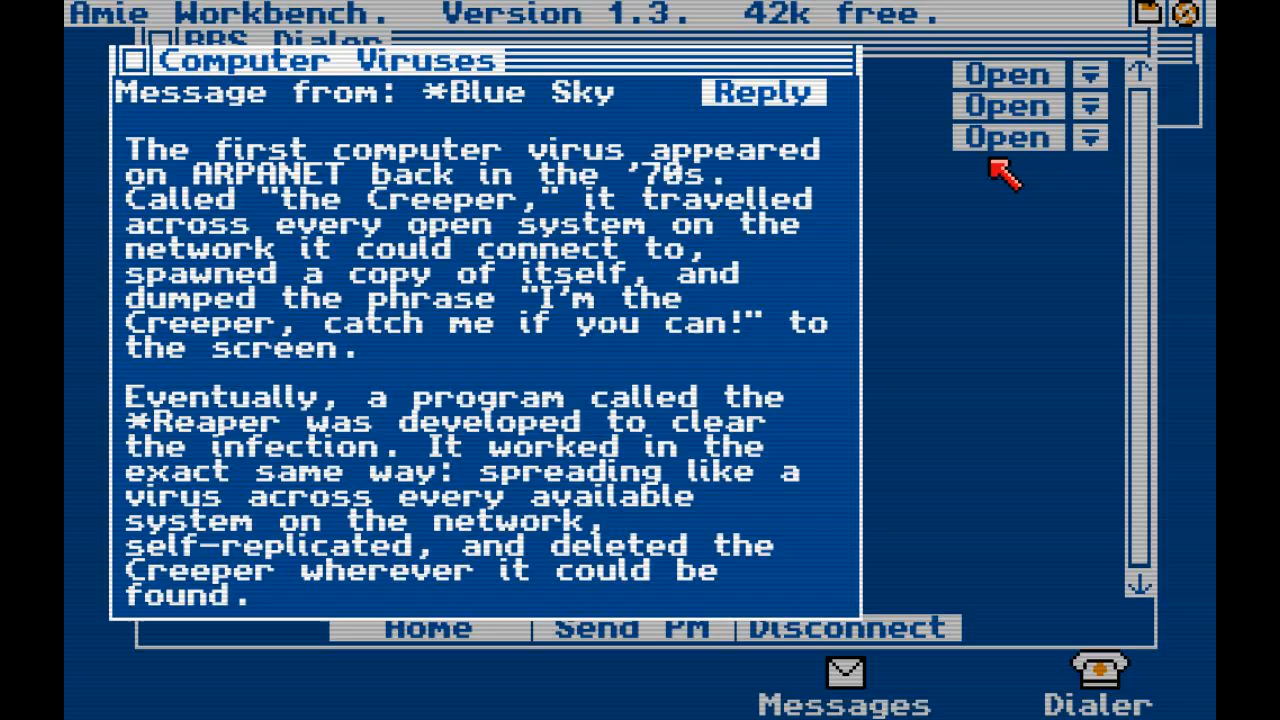 Amie Workbench. Version 1.3. 42k free.
BBS Dialer
Computer Viruses
Message from: *Blue Sky Reply
Open
Open
Open
The first computer virus appeared
on ARPANET back in the '70s.
Called "the Creeper," it travelled
across every open system on the
network it could connect to,
spawned a copy of itself, and
dumped the phrase "I'm the
Creeper, catch me if you can!" to
the screen.
Eventually, a program called the
*Reaper was developed to clear
the infection. It worked in the
exact same way: spreading like a
virus across every available
system on the network,
self-replicated, and deleted the
Creeper wherever it could be
found.
Home Send PM Disconnect
Messages Dialer